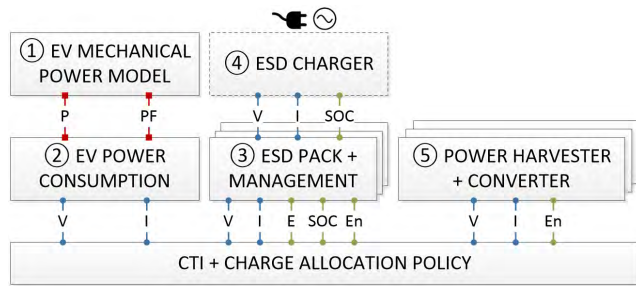 ① EV MECHANICAL
POWER MODEL
④ ESD CHARGER
P PF V I SOC
② EV POWER
CONSUMPTION
③ ESD PACK +
MANAGEMENT
⑤ POWER HARVESTER
+ CONVERTER
V I V I E SOC En V I En
CTI + CHARGE ALLOCATION POLICY